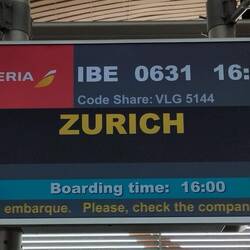 ERIA IBE 0631 16:
Code Share: VLG 5144
ZURICH
Boarding time: 16:00
embarque. Please, check the compan